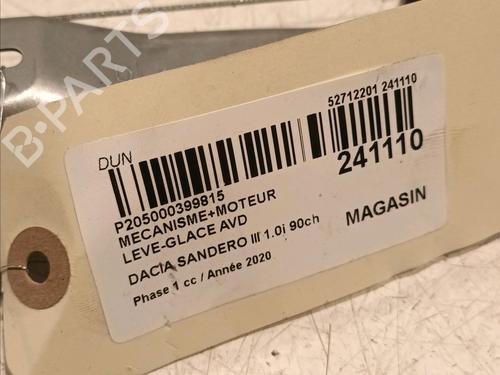 B-PARTS
52712201 241110
DUN
241110
P205000399815
MECANISME+MOTEUR
LEVE-GLACE AVD
MAGASIN
DACIA SANDERO III 1.0i 90ch
Phase 1 cc / Année 2020